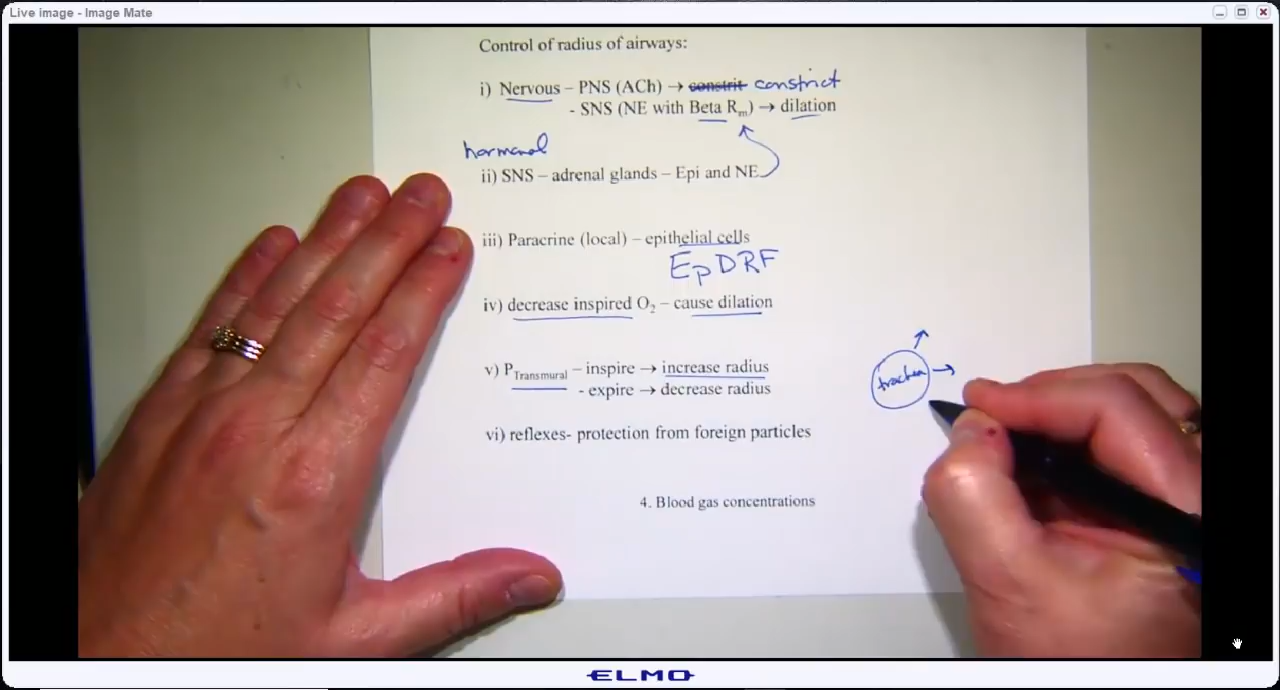 Live image - Image Mate
Control of radius of airways:
i) Nervous – PNS (ACh) → constrit constrict
- SNS (NE with Beta Rm) → dilation
hormonal
ii) SNS – adrenal glands – Epi and NE
iii) Paracrine (local) – epithelial cells
EpDRF
iv) decrease inspired O₂ – cause dilation
v) PTransmural – inspire → increase radius
- expire → decrease radius
trachea
vi) reflexes- protection from foreign particles
4. Blood gas concentrations
ELMO